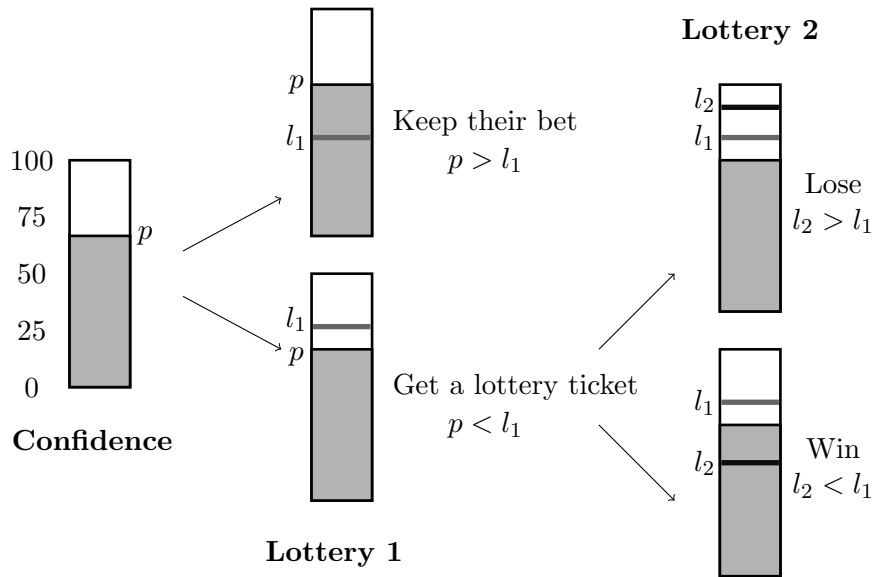 100
75
50
25
0
p
Confidence
p
l₁
Keep their bet
p > l₁
l₁
p
Get a lottery ticket
p < l₁
Lottery 1
Lottery 2
l₂
l₁
Lose
l₂ > l₁
l₁
l₂
Win
l₂ < l₁